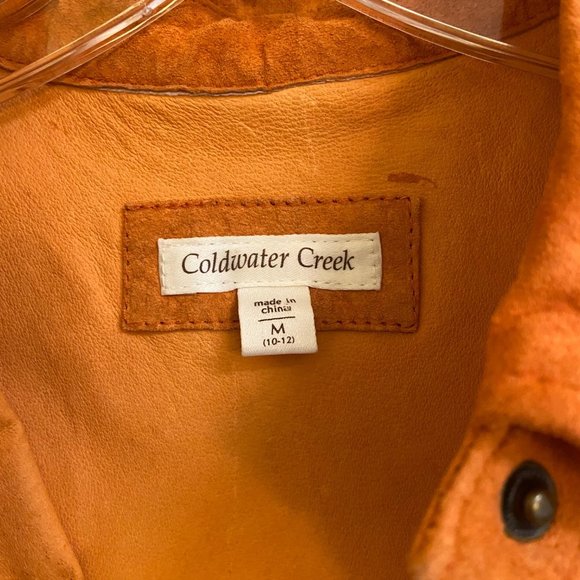 Coldwater Creek
made in
china
M
(10-12)